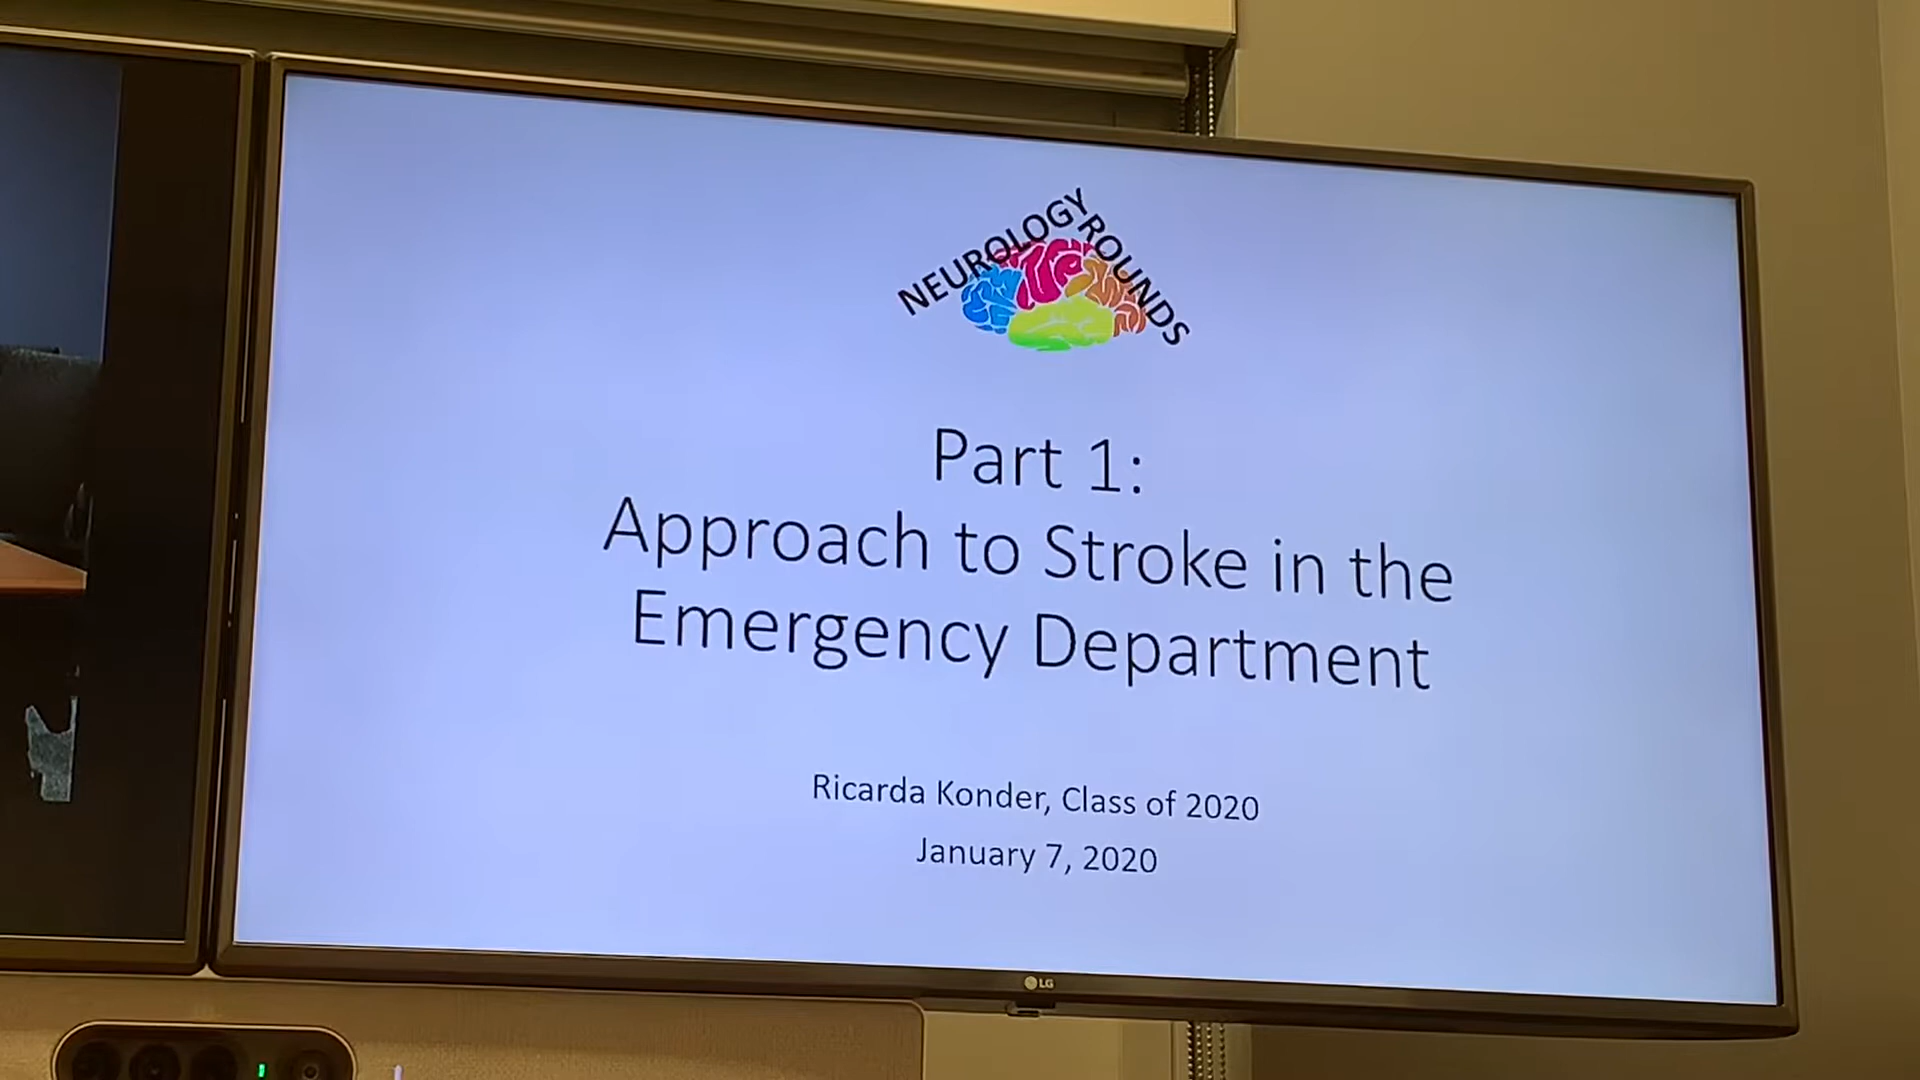 NEUROLOGY ROUNDS
Part 1:
Approach to Stroke in the
Emergency Department
Ricarda Konder, Class of 2020
January 7, 2020
LG